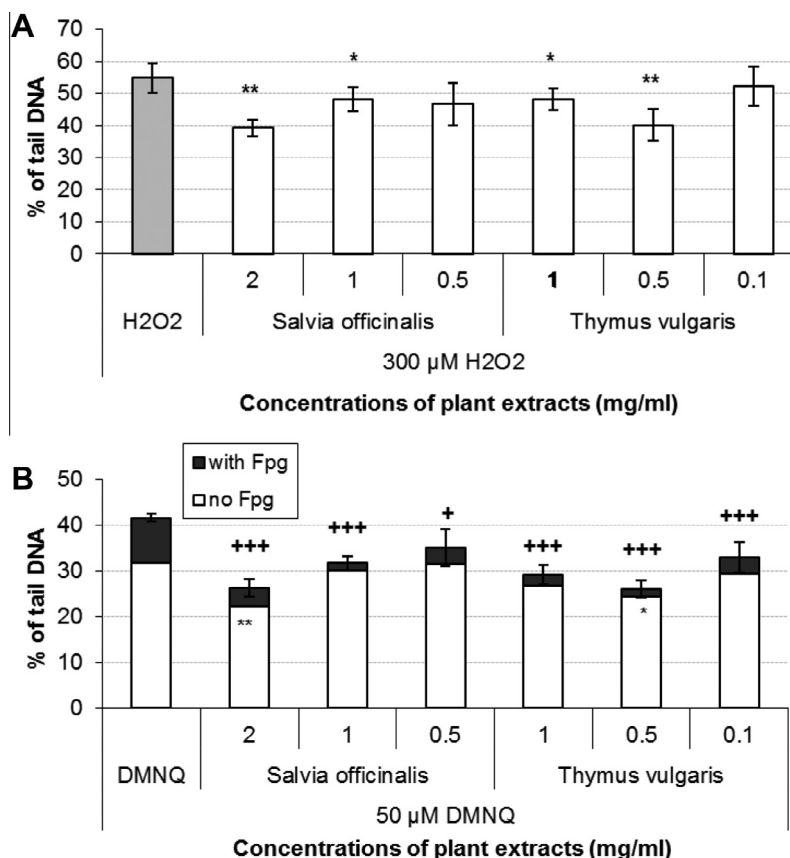 A
% of tail DNA
70
60
50
40
30
20
10
0
** * * **
2 1 0.5 1 0.5 0.1
H2O2 Salvia officinalis Thymus vulgaris
300 µM H2O2
Concentrations of plant extracts (mg/ml)
B
with Fpg
no Fpg
% of tail DNA
50
40
30
20
10
0
+++ +++ + +++ +++ +++
** *
2 1 0.5 1 0.5 0.1
DMNQ Salvia officinalis Thymus vulgaris
50 µM DMNQ
Concentrations of plant extracts (mg/ml)